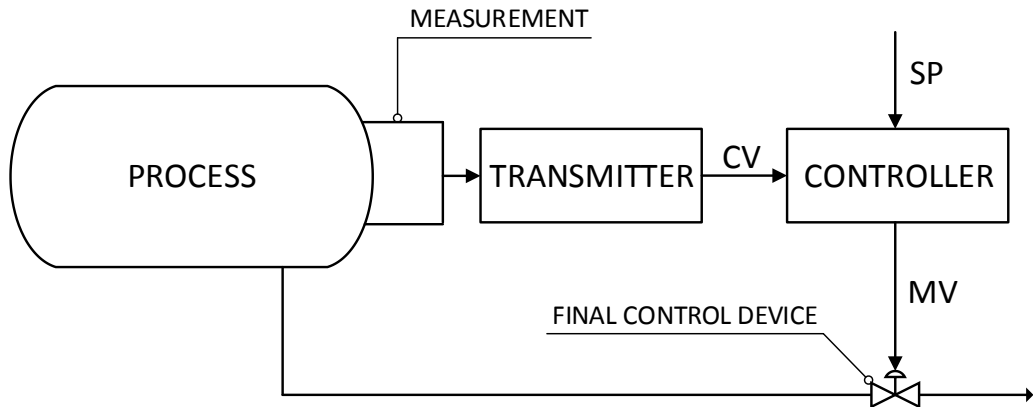 MEASUREMENT
SP
PROCESS
TRANSMITTER
CV
CONTROLLER
MV
FINAL CONTROL DEVICE